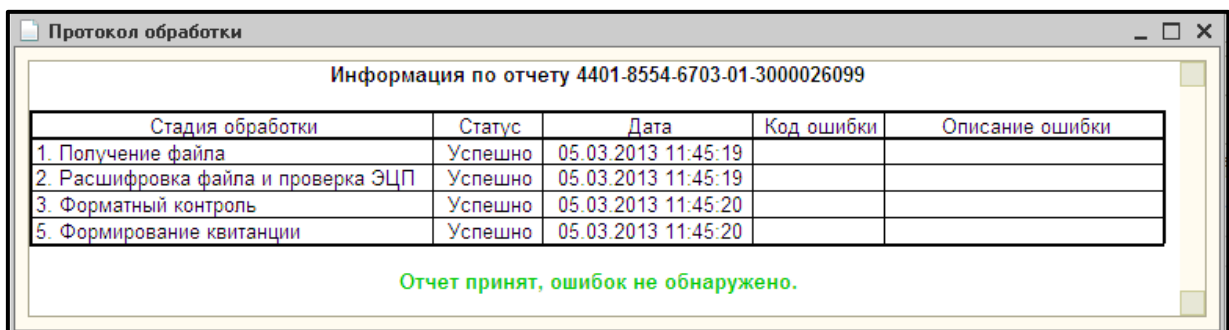 Протокол обработки
Информация по отчету 4401-8554-6703-01-3000026099
Стадия обработки Статус Дата Код ошибки Описание ошибки
1. Получение файла Успешно 05.03.2013 11:45:19
2. Расшифровка файла и проверка ЭЦП Успешно 05.03.2013 11:45:19
3. Форматный контроль Успешно 05.03.2013 11:45:20
5. Формирование квитанции Успешно 05.03.2013 11:45:20
Отчет принят, ошибок не обнаружено.